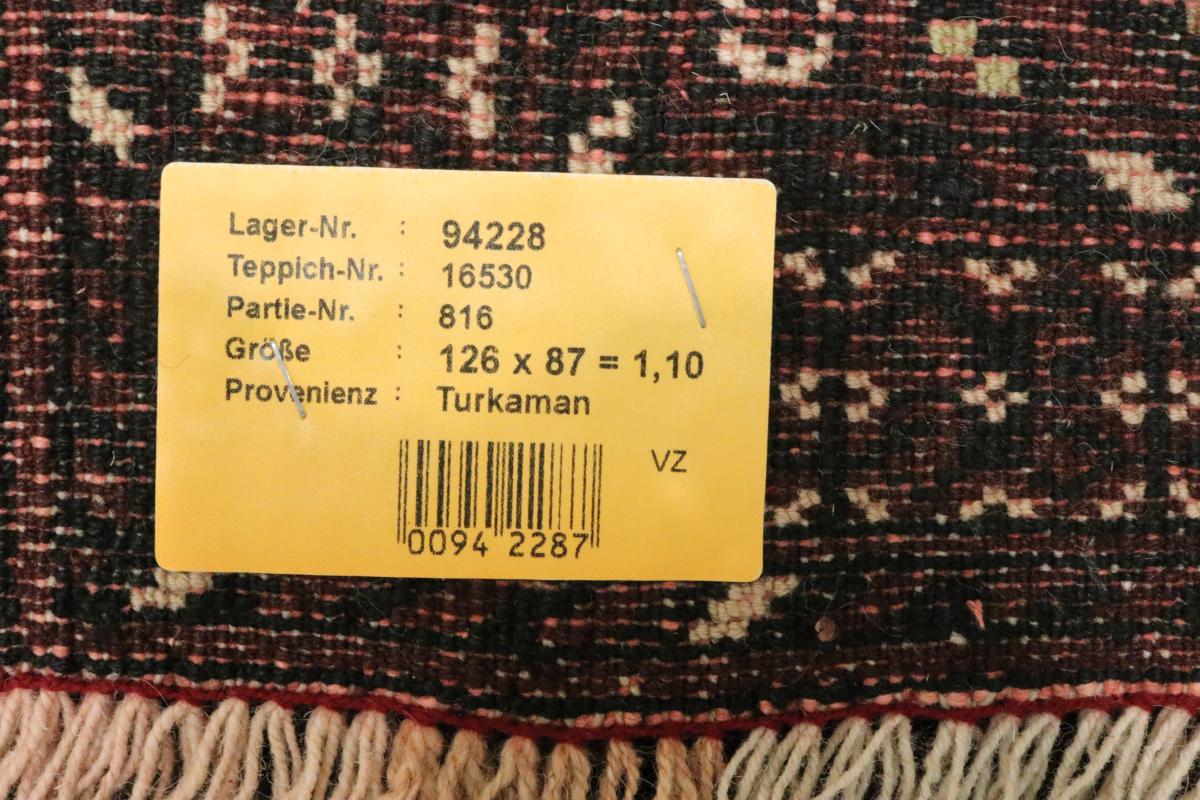 Lager-Nr. : 94228
Teppich-Nr. : 16530
Partie-Nr. : 816
Größe : 126 x 87 = 1,10
Provenienz : Turkaman
VZ
0094 2287